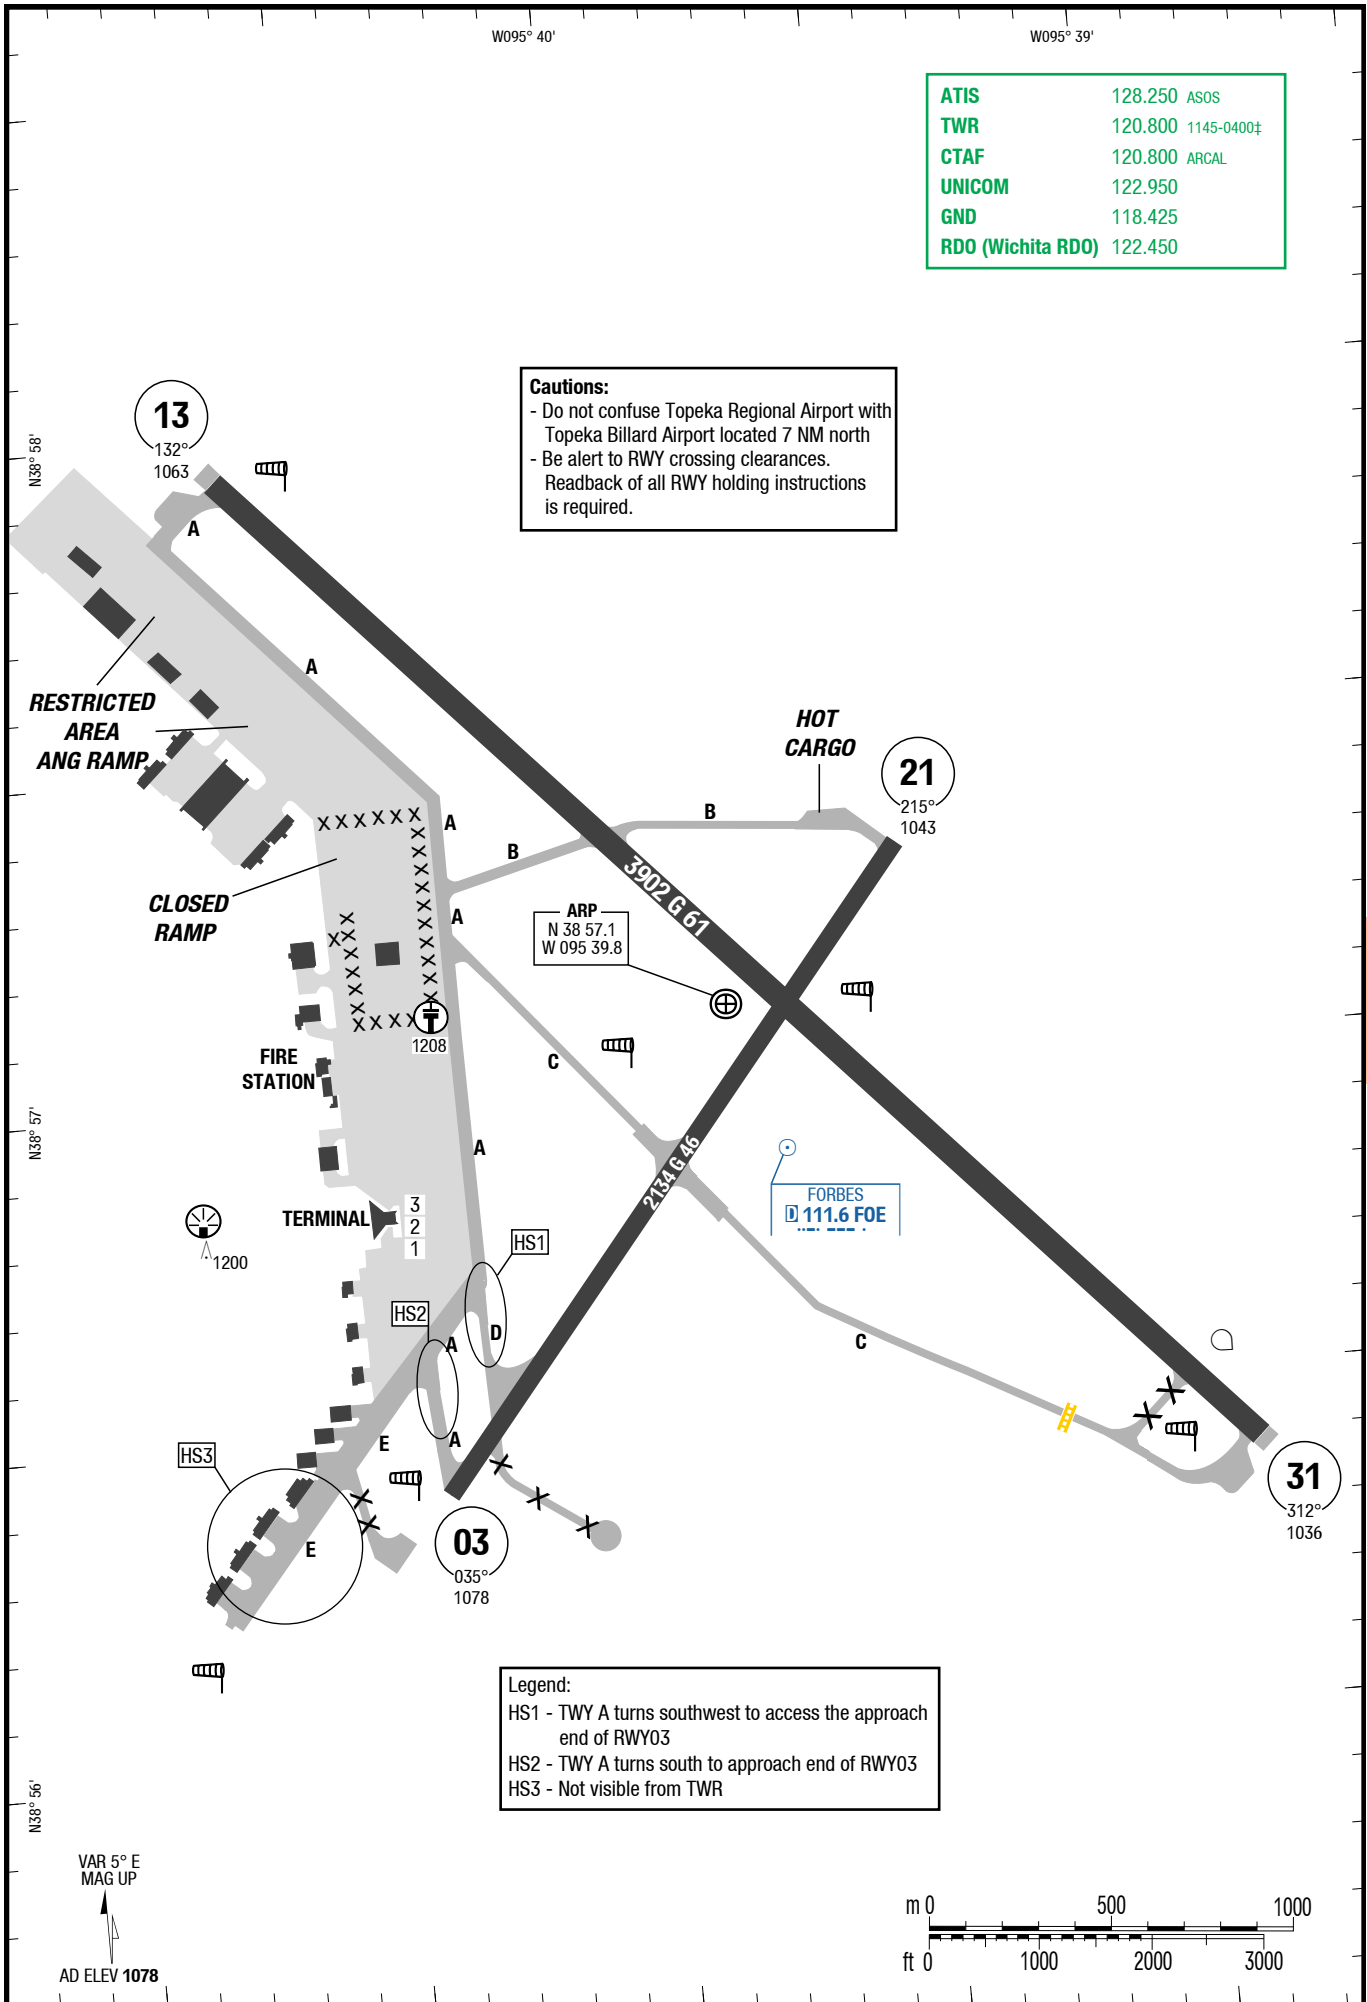 W095° 40'
W095° 39'
ATIS 128.250 ASOS
TWR 120.800 1145-0400‡
CTAF 120.800 ARCAL
UNICOM 122.950
GND 118.425
RDO (Wichita RDO) 122.450
Cautions:
- Do not confuse Topeka Regional Airport with
Topeka Billard Airport located 7 NM north
- Be alert to RWY crossing clearances.
Readback of all RWY holding instructions
is required.
13
132°
1063
N38° 58'
A
A
RESTRICTED
AREA
ANG RAMP
HOT
CARGO
21
215°
1043
X X X X X X
A
B
B
3902 G 61
CLOSED
RAMP
A
ARP
N 38 57.1
W 095 39.8
1208
FIRE
STATION
C
N38° 57'
A
2134 G 46
FORBES
D 111.6 FOE
TERMINAL
3
2
1
1200
HS1
HS2
A
D
C
HS3
E
A
E
03
035°
1078
31
312°
1036
Legend:
HS1 - TWY A turns southwest to access the approach
end of RWY03
HS2 - TWY A turns south to approach end of RWY03
HS3 - Not visible from TWR
N38° 56'
VAR 5° E
MAG UP
AD ELEV 1078
m 0 500 1000
ft 0 1000 2000 3000